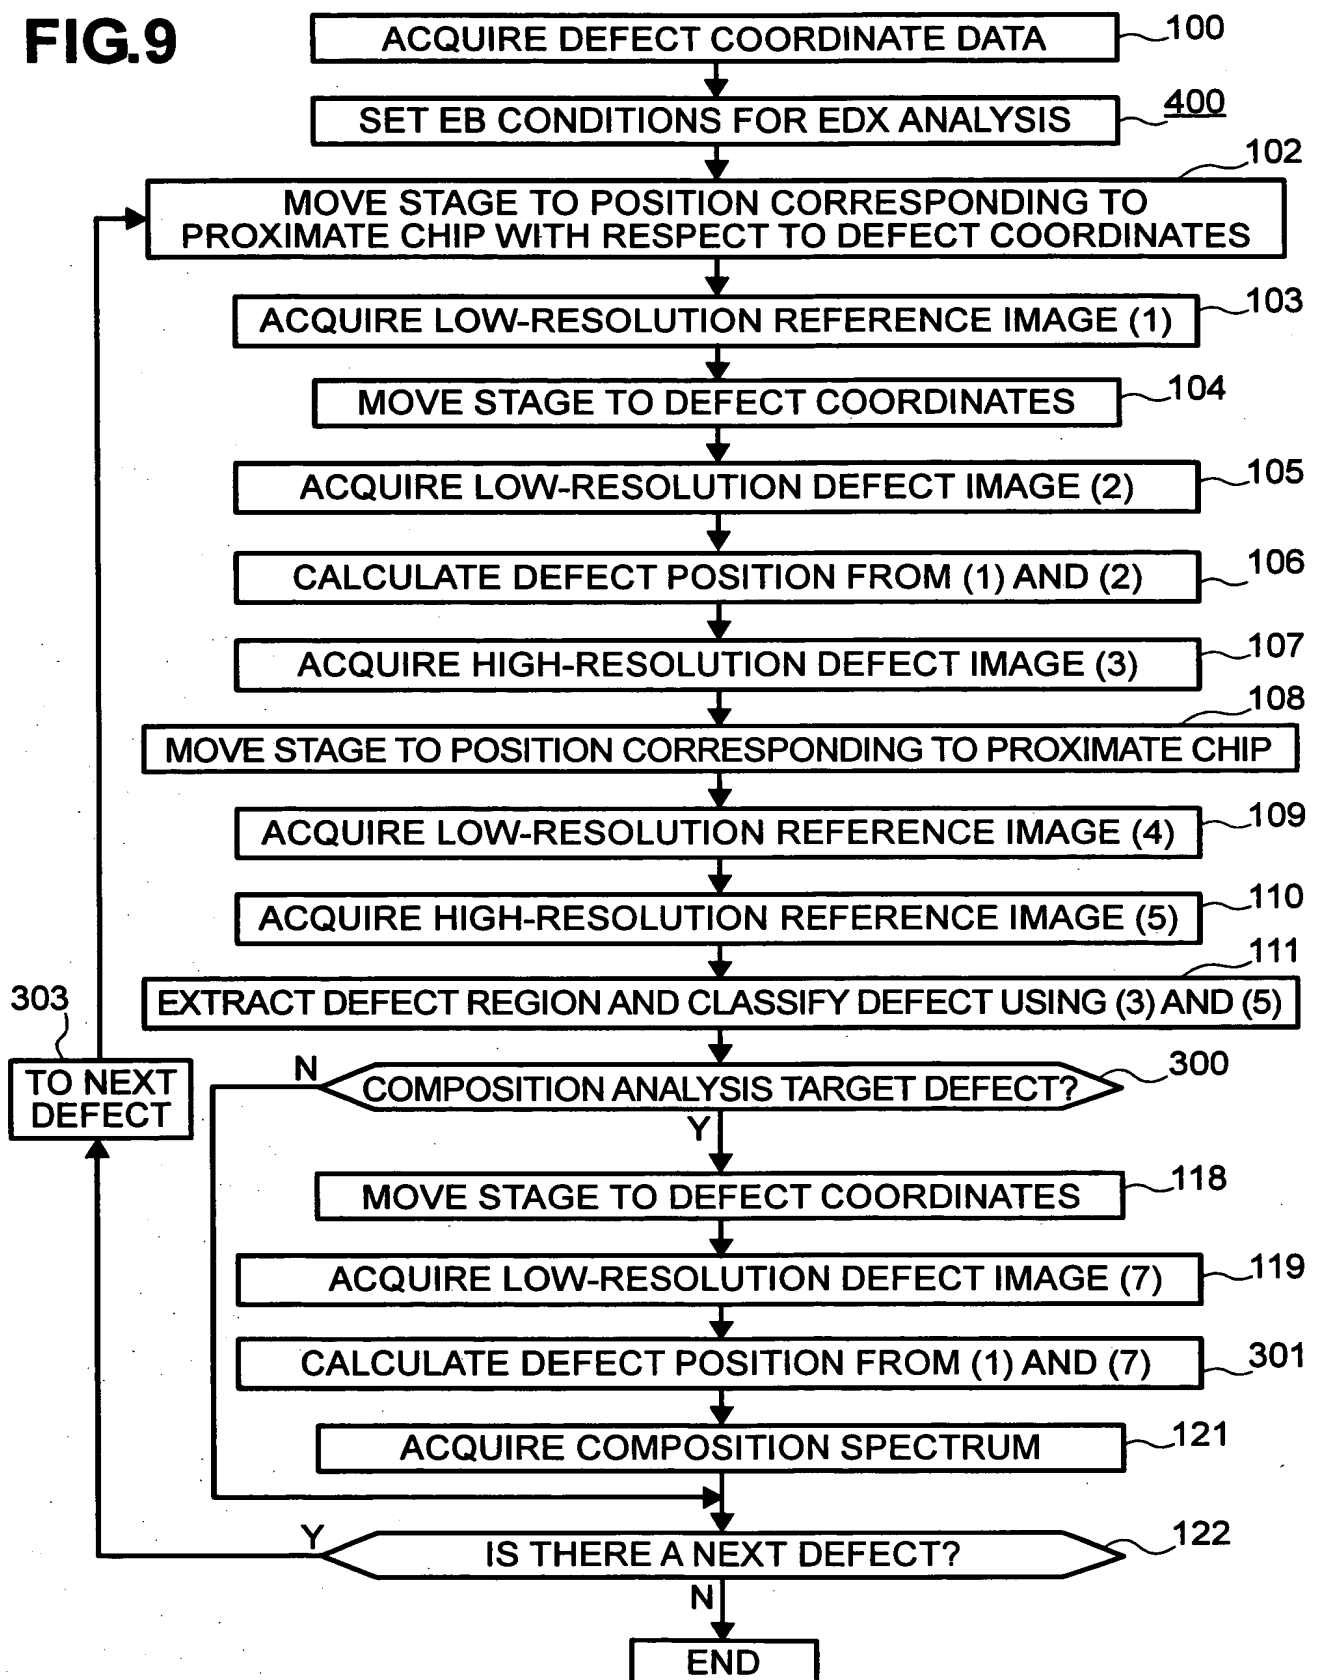 FIG.9
ACQUIRE DEFECT COORDINATE DATA
100
SET EB CONDITIONS FOR EDX ANALYSIS
400
102
MOVE STAGE TO POSITION CORRESPONDING TO
PROXIMATE CHIP WITH RESPECT TO DEFECT COORDINATES
103
ACQUIRE LOW-RESOLUTION REFERENCE IMAGE (1)
104
MOVE STAGE TO DEFECT COORDINATES
105
ACQUIRE LOW-RESOLUTION DEFECT IMAGE (2)
106
CALCULATE DEFECT POSITION FROM (1) AND (2)
107
ACQUIRE HIGH-RESOLUTION DEFECT IMAGE (3)
108
MOVE STAGE TO POSITION CORRESPONDING TO PROXIMATE CHIP
109
ACQUIRE LOW-RESOLUTION REFERENCE IMAGE (4)
110
ACQUIRE HIGH-RESOLUTION REFERENCE IMAGE (5)
111
EXTRACT DEFECT REGION AND CLASSIFY DEFECT USING (3) AND (5)
303
TO NEXT
DEFECT
N
300
COMPOSITION ANALYSIS TARGET DEFECT?
Y
MOVE STAGE TO DEFECT COORDINATES
118
ACQUIRE LOW-RESOLUTION DEFECT IMAGE (7)
119
CALCULATE DEFECT POSITION FROM (1) AND (7)
301
ACQUIRE COMPOSITION SPECTRUM
121
Y
IS THERE A NEXT DEFECT?
122
N
END